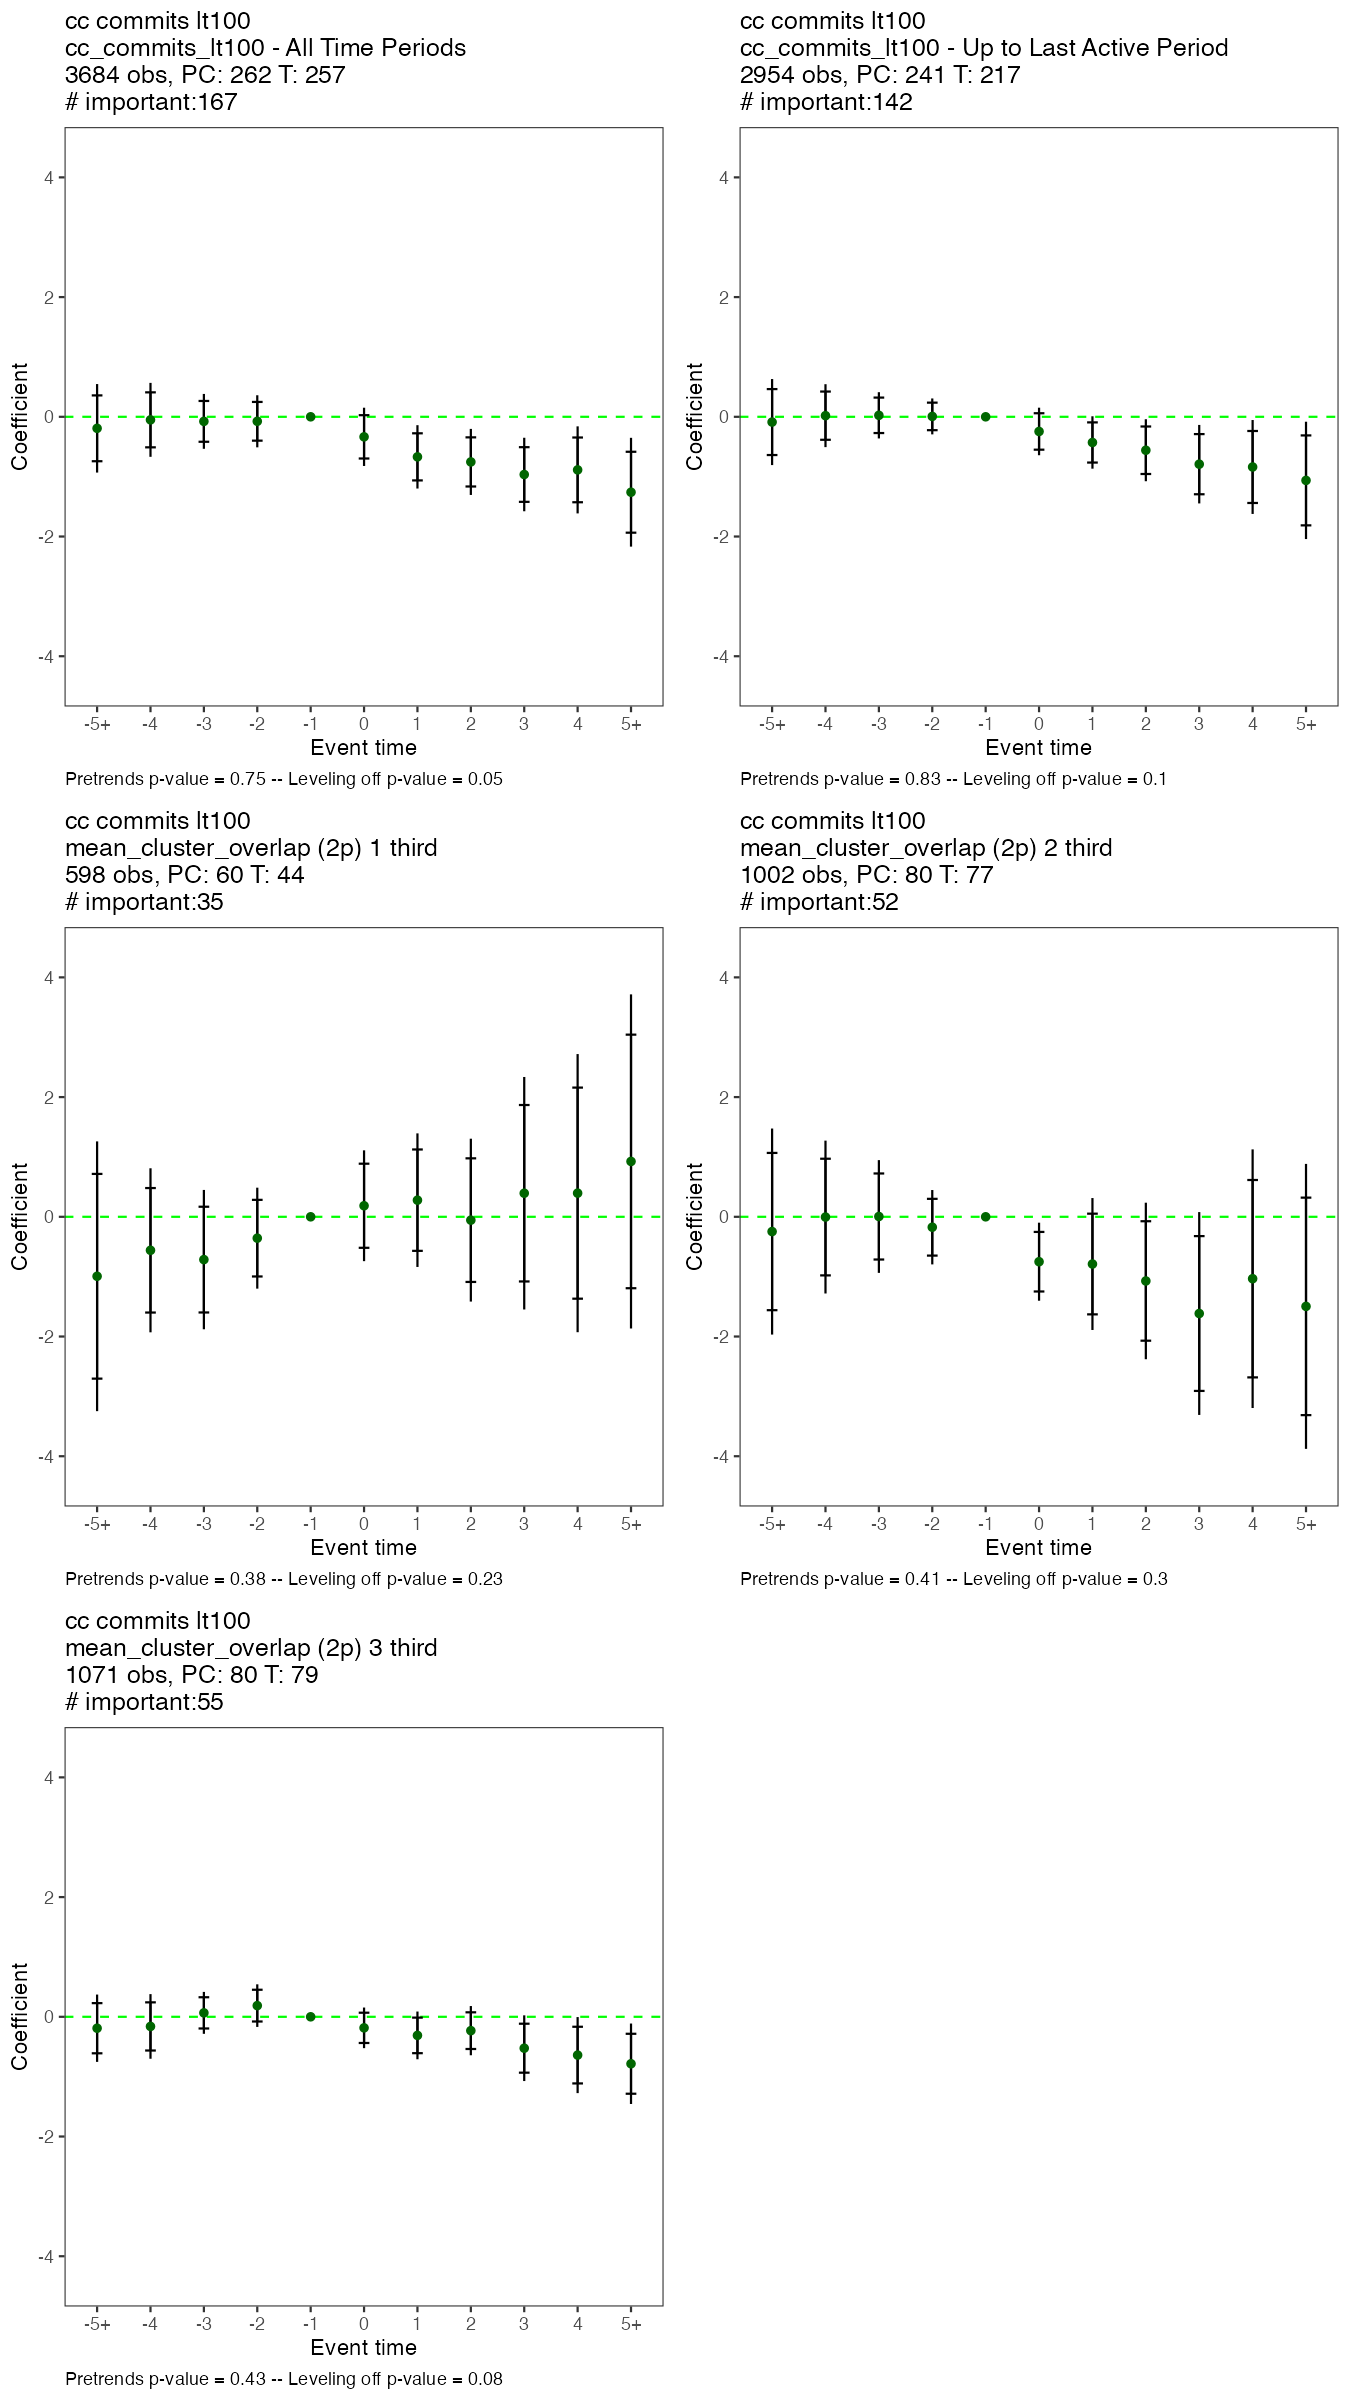 cc commits lt100
cc_commits_lt100 - All Time Periods
3684 obs, PC: 262 T: 257
# important:167
4
2
0
-2
-4
Coefficient
-5+ -4 -3 -2 -1 0 1 2 3 4 5+
Event time
Pretrends p-value = 0.75 -- Leveling off p-value = 0.05
cc commits lt100
cc_commits_lt100 - Up to Last Active Period
2954 obs, PC: 241 T: 217
# important:142
4
2
0
-2
-4
Coefficient
-5+ -4 -3 -2 -1 0 1 2 3 4 5+
Event time
Pretrends p-value = 0.83 -- Leveling off p-value = 0.1
cc commits lt100
mean_cluster_overlap (2p) 1 third
598 obs, PC: 60 T: 44
# important:35
4
2
0
-2
-4
Coefficient
-5+ -4 -3 -2 -1 0 1 2 3 4 5+
Event time
Pretrends p-value = 0.38 -- Leveling off p-value = 0.23
cc commits lt100
mean_cluster_overlap (2p) 2 third
1002 obs, PC: 80 T: 77
# important:52
4
2
0
-2
-4
Coefficient
-5+ -4 -3 -2 -1 0 1 2 3 4 5+
Event time
Pretrends p-value = 0.41 -- Leveling off p-value = 0.3
cc commits lt100
mean_cluster_overlap (2p) 3 third
1071 obs, PC: 80 T: 79
# important:55
4
2
0
-2
-4
Coefficient
-5+ -4 -3 -2 -1 0 1 2 3 4 5+
Event time
Pretrends p-value = 0.43 -- Leveling off p-value = 0.08